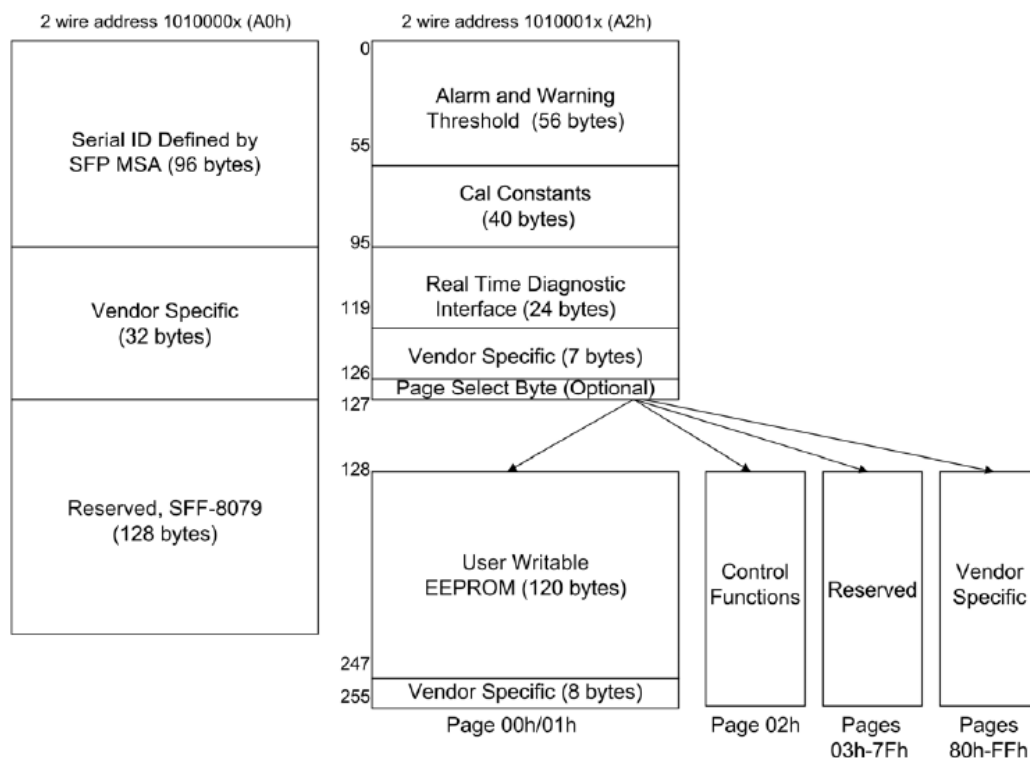 2 wire address 1010000x (A0h)
Serial ID Defined by
SFP MSA (96 bytes)
Vendor Specific
(32 bytes)
Reserved, SFF-8079
(128 bytes)
2 wire address 1010001x (A2h)
0
Alarm and Warning
Threshold (56 bytes)
55
Cal Constants
(40 bytes)
95
Real Time Diagnostic
Interface (24 bytes)
119
Vendor Specific (7 bytes)
126
Page Select Byte (Optional)
127
128
User Writable
EEPROM (120 bytes)
247
Vendor Specific (8 bytes)
255
Page 00h/01h
Control
Functions
Page 02h
Reserved
Pages
03h-7Fh
Vendor
Specific
Pages
80h-FFh